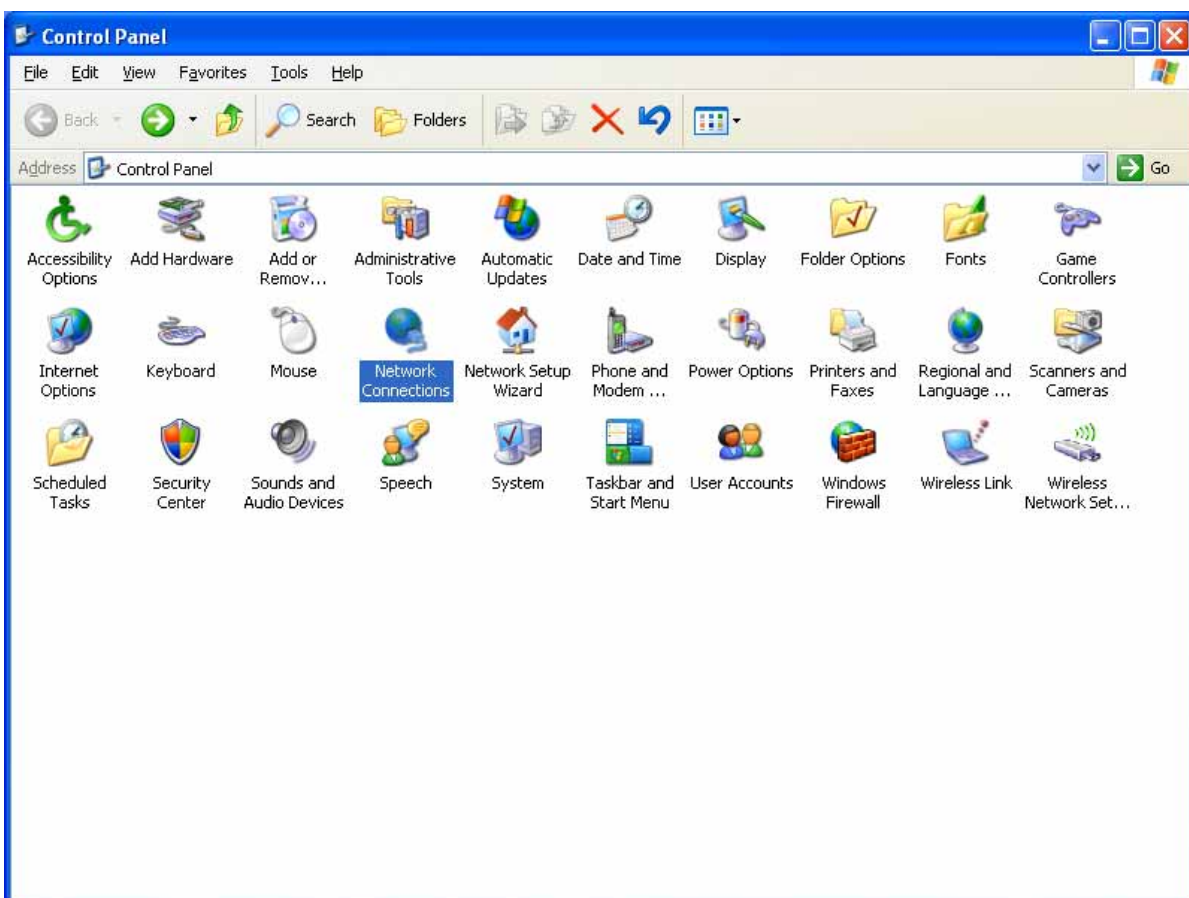 Control Panel
File Edit View Favorites Tools Help
Back Search Folders
Address Control Panel Go
Accessibility Options
Add Hardware
Add or Remov...
Administrative Tools
Automatic Updates
Date and Time
Display
Folder Options
Fonts
Game Controllers
Internet Options
Keyboard
Mouse
Network Connections
Network Setup Wizard
Phone and Modem ...
Power Options
Printers and Faxes
Regional and Language ...
Scanners and Cameras
Scheduled Tasks
Security Center
Sounds and Audio Devices
Speech
System
Taskbar and Start Menu
User Accounts
Windows Firewall
Wireless Link
Wireless Network Set...